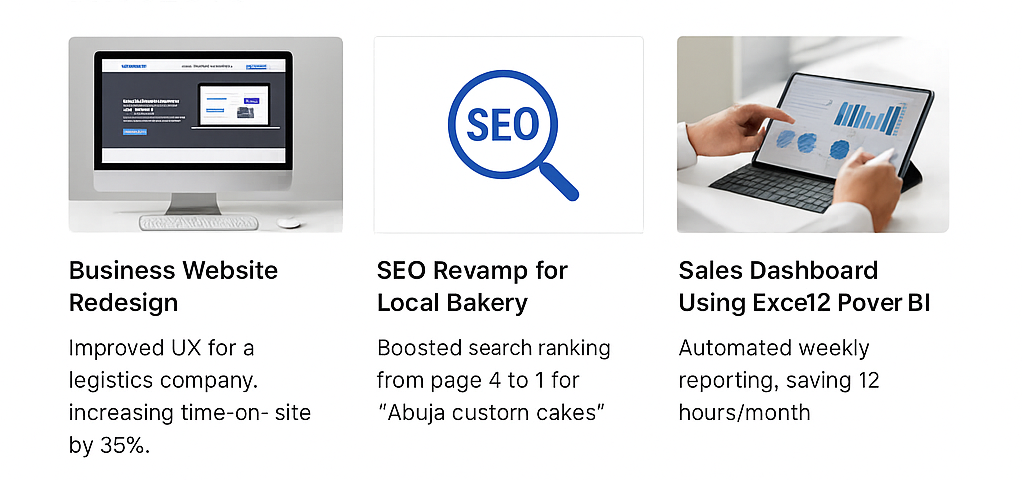 SEO
Business Website
Redesign
Improved UX for a
legistics company.
increasing time-on- site
by 35%.
SEO Revamp for
Local Bakery
Boosted search ranking
from page 4 to 1 for
“Abuja custorn cakes”
Sales Dashboard
Using Exce12 Pover BI
Automated weekly
reporting, saving 12
hours/month